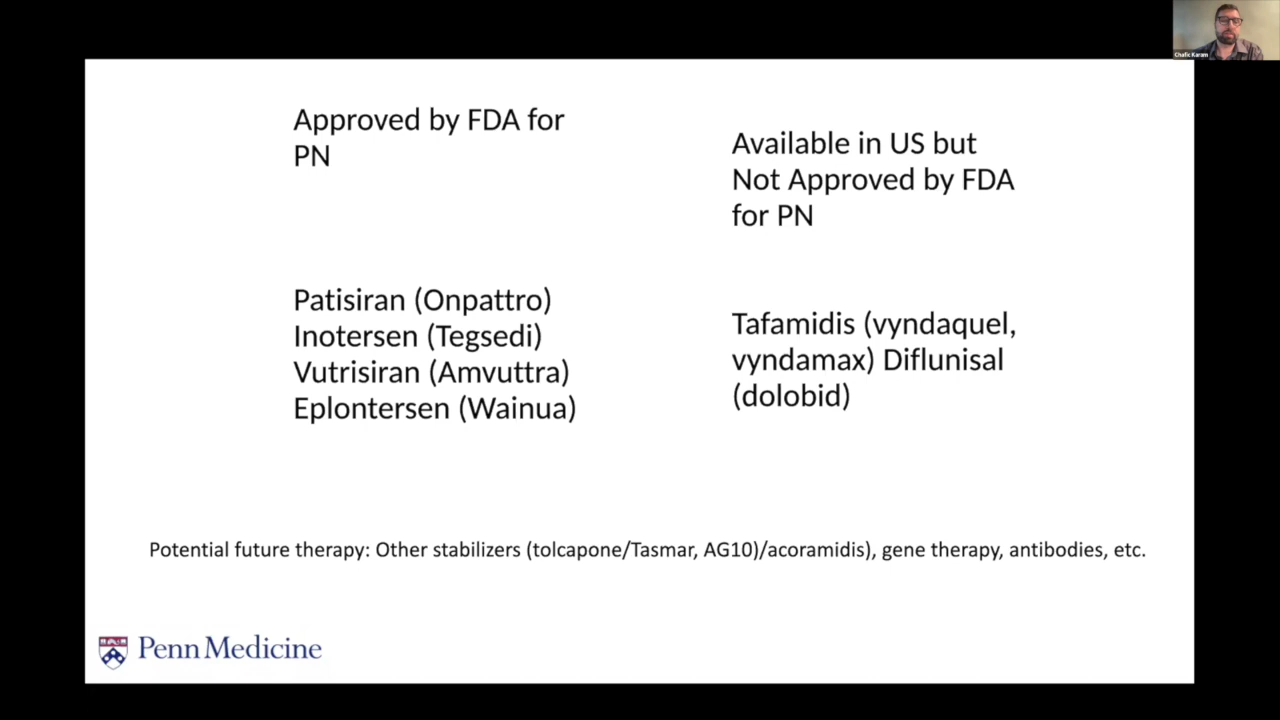 Chafic Karam
Approved by FDA for
PN
Available in US but
Not Approved by FDA
for PN
Patisiran (Onpattro)
Inotersen (Tegsedi)
Vutrisiran (Amvuttra)
Eplontersen (Wainua)
Tafamidis (vyndaquel,
vyndamax) Diflunisal
(dolobid)
Potential future therapy: Other stabilizers (tolcapone/Tasmar, AG10)/acoramidis), gene therapy, antibodies, etc.
Penn Medicine